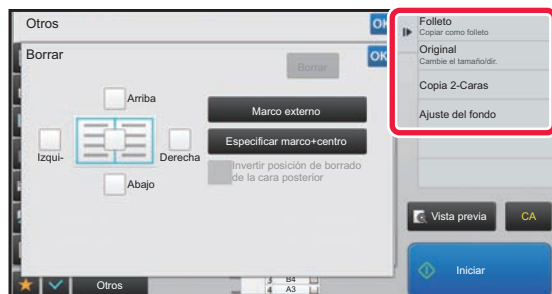 Otros
OK
Borrar
OK
Borrar
Arriba
Izqui-
Derecha
Abajo
Marco externo
Especificar marco+centro
Invertir posición de borrado
de la cara posterior
Folleto
Copiar como folleto
Original
Cambie el tamaño/dir.
Copia 2-Caras
Ajuste del fondo
Vista previa
CA
Iniciar
Otros
3 B4
4 A3